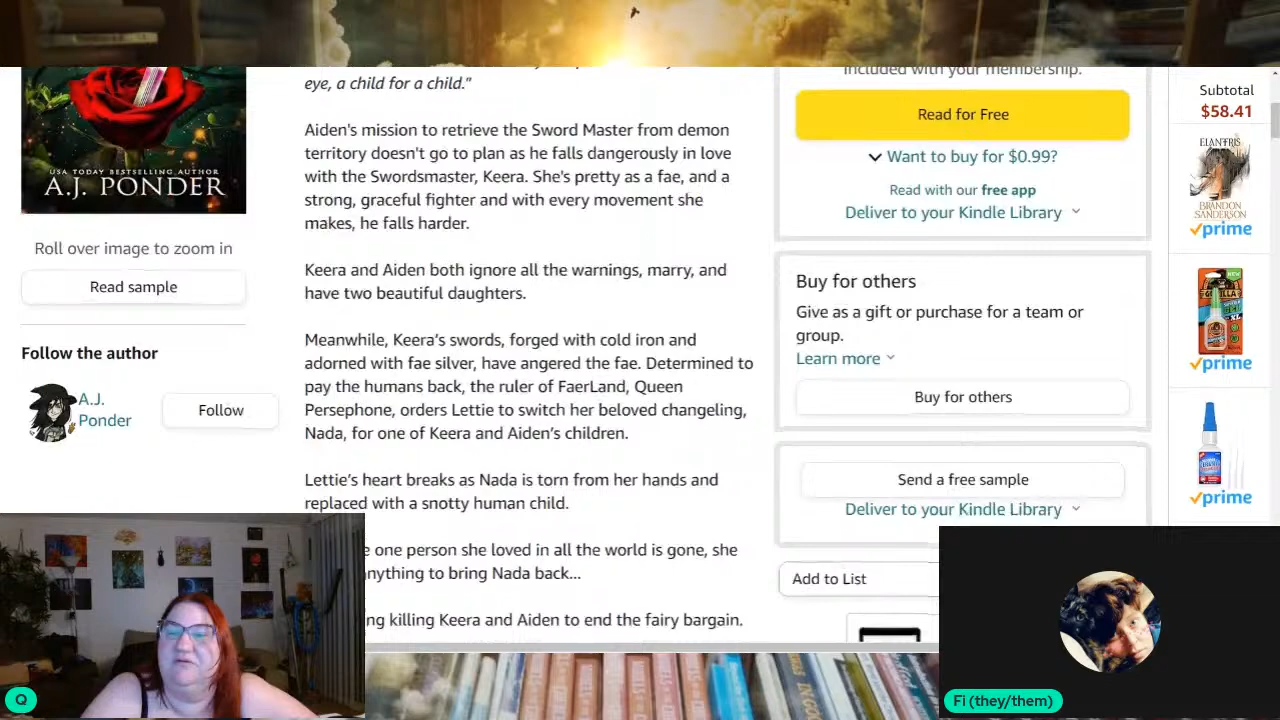 USA TODAY BESTSELLING AUTHOR
A.J. PONDER
Roll over image to zoom in
Read sample
Follow the author
A.J.
Ponder
Follow
eye, a child for a child."
Aiden's mission to retrieve the Sword Master from demon
territory doesn't go to plan as he falls dangerously in love
with the Swordsmaster, Keera. She's pretty as a fae, and a
strong, graceful fighter and with every movement she
makes, he falls harder.
Keera and Aiden both ignore all the warnings, marry, and
have two beautiful daughters.
Meanwhile, Keera's swords, forged with cold iron and
adorned with fae silver, have angered the fae. Determined to
pay the humans back, the ruler of FaerLand, Queen
Persephone, orders Lettie to switch her beloved changeling,
Nada, for one of Keera and Aiden’s children.
Lettie’s heart breaks as Nada is torn from her hands and
replaced with a snotty human child.
e one person she loved in all the world is gone, she
nything to bring Nada back...
ng killing Keera and Aiden to end the fairy bargain.
included with your membership.
Read for Free
Want to buy for $0.99?
Read with our free app
Deliver to your Kindle Library
Buy for others
Give as a gift or purchase for a team or
group.
Learn more
Buy for others
Send a free sample
Deliver to your Kindle Library
Add to List
Subtotal
$58.41
ELANTRIS
BRANDON
SANDERSON
prime
GORILLA
prime
prime
Q
Fi (they/them)